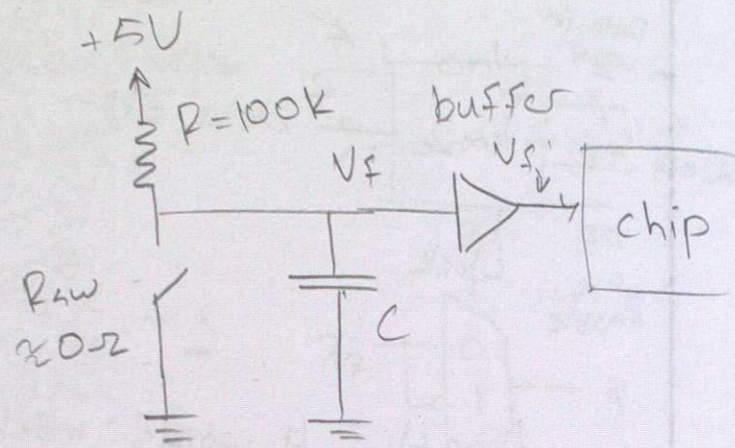 +5V
R=100K
buffer
Vf
Vf'
chip
Rsw
≈0Ω
C